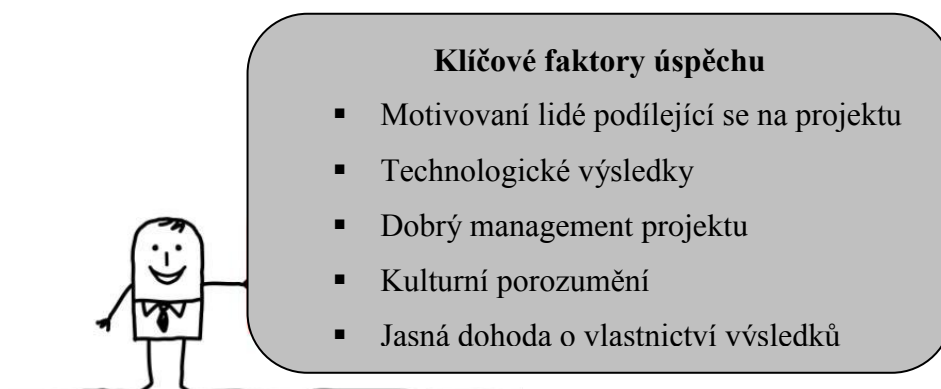 Klíčové faktory úspěchu
▪ Motivovaní lidé podílející se na projektu
▪ Technologické výsledky
▪ Dobrý management projektu
▪ Kulturní porozumění
▪ Jasná dohoda o vlastnictví výsledků